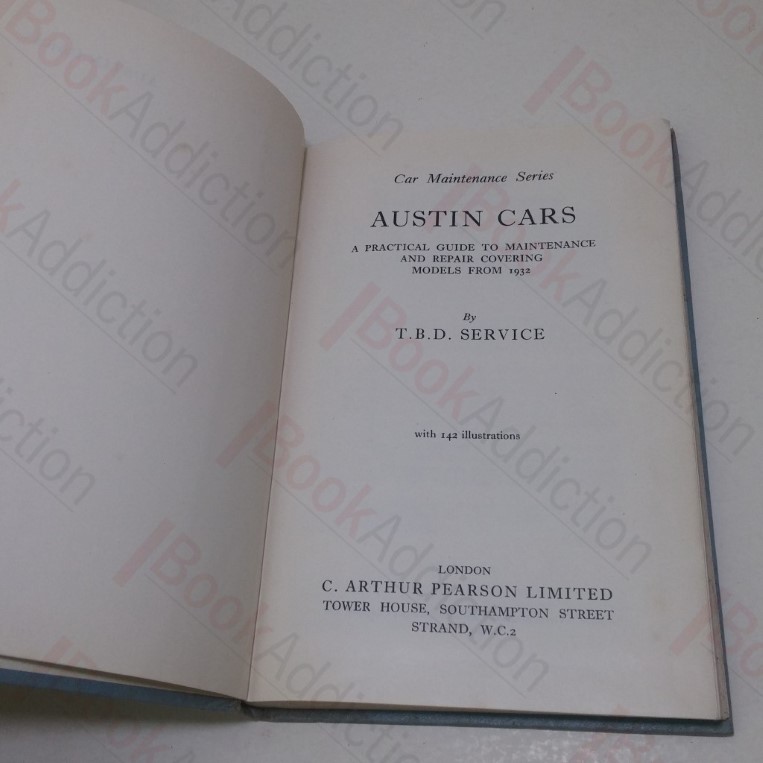 Car Maintenance Series
AUSTIN CARS
A PRACTICAL GUIDE TO MAINTENANCE
AND REPAIR COVERING
MODELS FROM 1932
By
T.B.D. SERVICE
with 142 illustrations
LONDON
C. ARTHUR PEARSON LIMITED
TOWER HOUSE, SOUTHAMPTON STREET
STRAND, W.C.2
BookAddiction